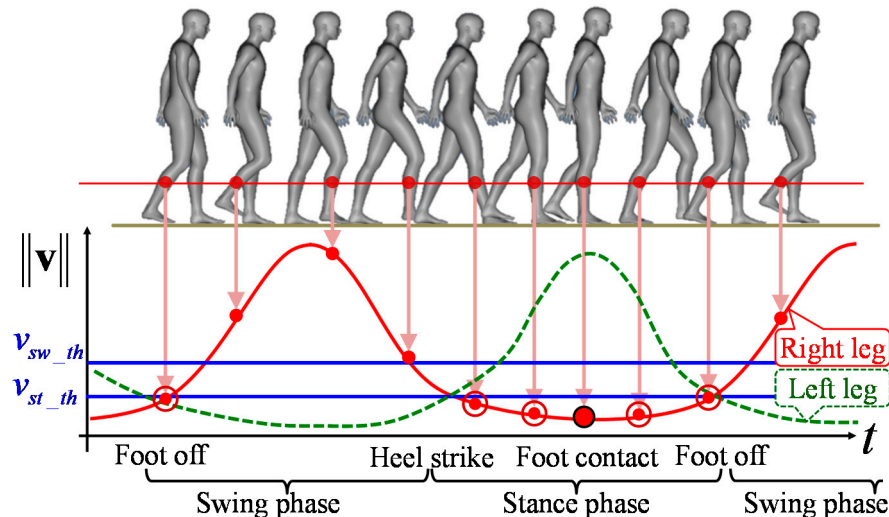 ‖v‖
v_sw_th
v_st_th
Right leg
Left leg
t
Foot off Heel strike Foot contact Foot off
Swing phase Stance phase Swing phase